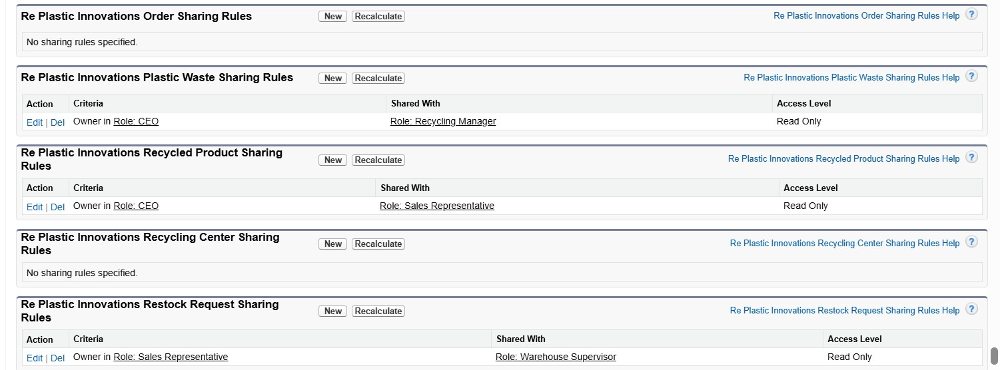 Re Plastic Innovations Order Sharing Rules New Recalculate Re Plastic Innovations Order Sharing Rules Help ?
No sharing rules specified.
Re Plastic Innovations Plastic Waste Sharing Rules New Recalculate Re Plastic Innovations Plastic Waste Sharing Rules Help ?
Action Criteria Shared With Access Level
Edit | Del Owner in Role: CEO Role: Recycling Manager Read Only
Re Plastic Innovations Recycled Product Sharing
Rules New Recalculate Re Plastic Innovations Recycled Product Sharing Rules Help ?
Action Criteria Shared With Access Level
Edit | Del Owner in Role: CEO Role: Sales Representative Read Only
Re Plastic Innovations Recycling Center Sharing
Rules New Recalculate Re Plastic Innovations Recycling Center Sharing Rules Help ?
No sharing rules specified.
Re Plastic Innovations Restock Request Sharing
Rules New Recalculate Re Plastic Innovations Restock Request Sharing Rules Help ?
Action Criteria Shared With Access Level
Edit | Del Owner in Role: Sales Representative Role: Warehouse Supervisor Read Only